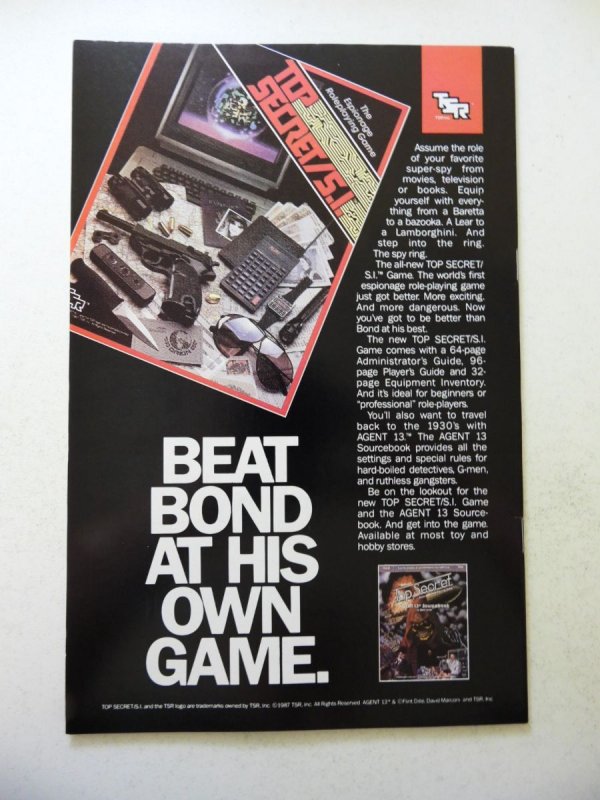 TOP
SECRET/S.I.
The
Espionage
Roleplaying Game
TSR
TSR
Assume the role
of your favorite
super-spy from
movies, television
or books. Equip
yourself with every-
thing from a Baretta
to a bazooka. A Lear to
a Lamborghini. And
step into the ring.
The spy ring.
The all-new TOP SECRET/
S.I.™ Game. The world's first
espionage role-playing game
just got better. More exciting.
And more dangerous. Now
you've got to be better than
Bond at his best.
The new TOP SECRET/S.I.
Game comes with a 64-page
Administrator's Guide, 96-
page Player's Guide and 32-
page Equipment Inventory.
And it's ideal for beginners or
"professional" role-players.
You'll also want to travel
back to the 1930's with
AGENT 13.™ The AGENT 13
Sourcebook provides all the
settings and special rules for
hard-boiled detectives, G-men,
and ruthless gangsters.
Be on the lookout for the
new TOP SECRET/S.I. Game
and the AGENT 13 Source-
book. And get into the game.
Available at most toy and
hobby stores.
BEAT
BOND
AT HIS
OWN
GAME.
Top Secret
TOP SECRET/S.I. and the TSR logo are trademarks owned by TSR, Inc. ©1987 TSR, Inc. All Rights Reserved. AGENT 13™ & ©Flint Dille, David Marconi and TSR, Inc.